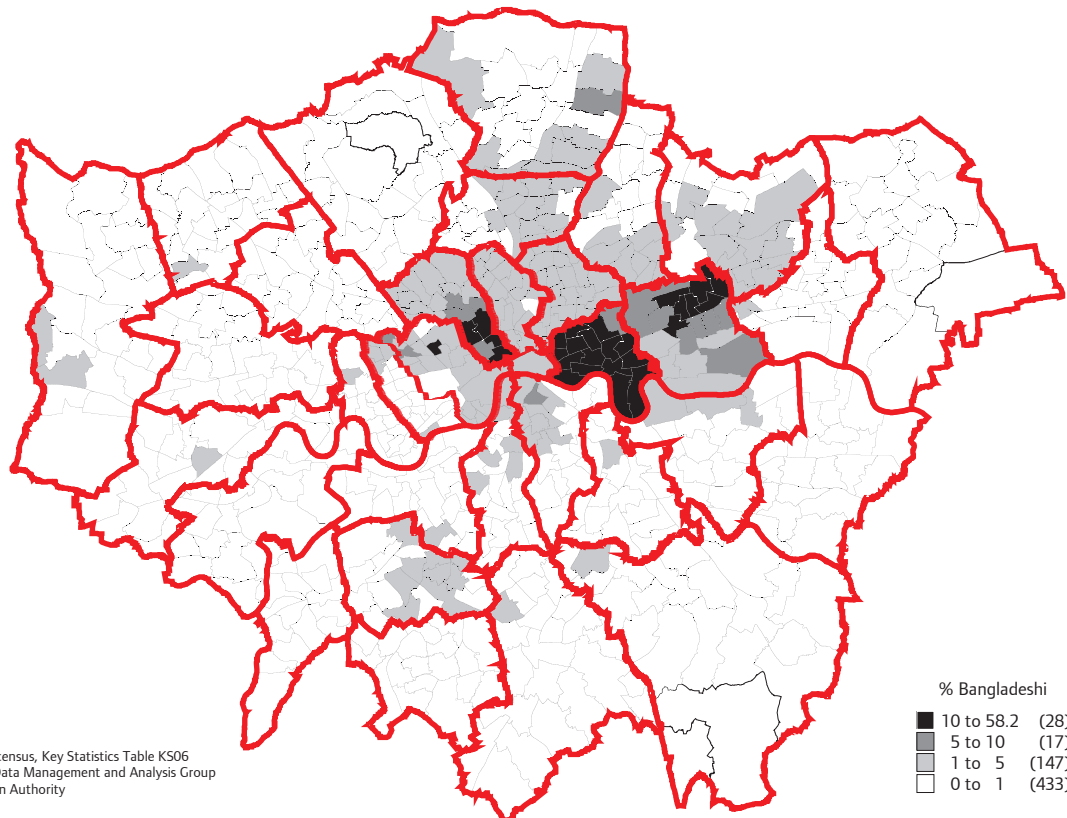 % Bangladeshi
10 to 58.2 (28)
5 to 10 (17)
1 to 5 (147)
0 to 1 (433)
ensus, Key Statistics Table KS06
ata Management and Analysis Group
n Authority